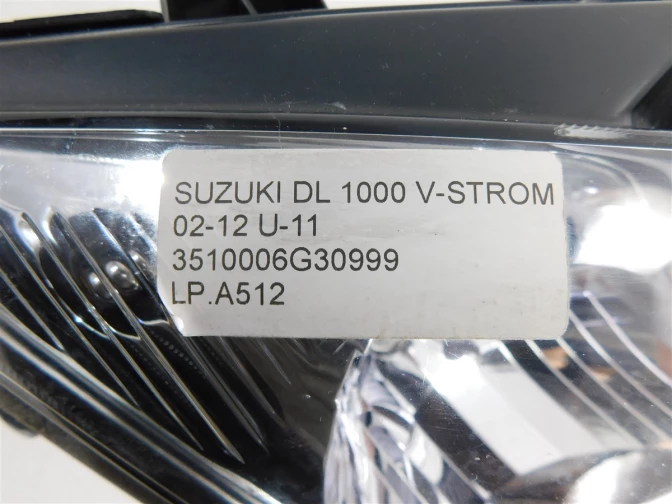 SUZUKI DL 1000 V-STROM
02-12 U-11
3510006G30999
LP.A512